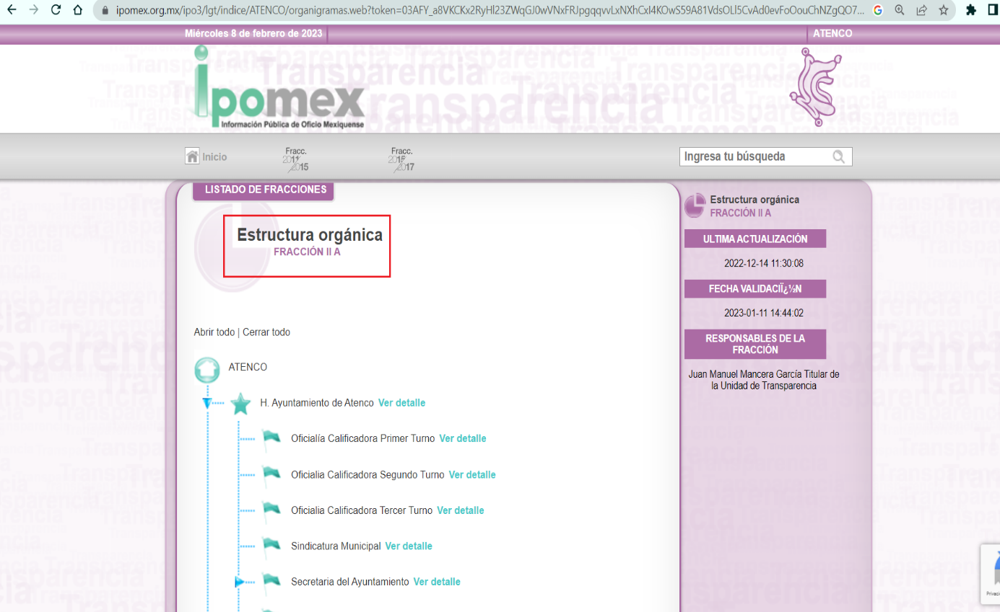 ipomex.org.mx/ipo3/lgt/indice/ATENCO/organigramas.web?token=03AFY_a8VKCKx2RyHl23ZWqGJ0wVNxFRJpgqqvvLxNXhCxI4KOwS59A81VdsOLl5CvAd0evFoOouChNZgQO7...
Miércoles 8 de febrero de 2023
ATENCO
ipomex
Información Pública de Oficio Mexiquense
Inicio
Fracc.
2015
Fracc.
2017
Ingresa tu búsqueda
LISTADO DE FRACCIONES
Estructura orgánica
FRACCIÓN II A
Abrir todo | Cerrar todo
ATENCO
H. Ayuntamiento de Atenco Ver detalle
Oficialía Calificadora Primer Turno Ver detalle
Oficialia Calificadora Segundo Turno Ver detalle
Oficialia Calificadora Tercer Turno Ver detalle
Sindicatura Municipal Ver detalle
Secretaria del Ayuntamiento Ver detalle
Estructura orgánica
FRACCIÓN II A
ULTIMA ACTUALIZACIÓN
2022-12-14 11:30:08
FECHA VALIDACIÏ¿½N
2023-01-11 14:44:02
RESPONSABLES DE LA
FRACCIÓN
Juan Manuel Mancera García Titular de
la Unidad de Transparencia